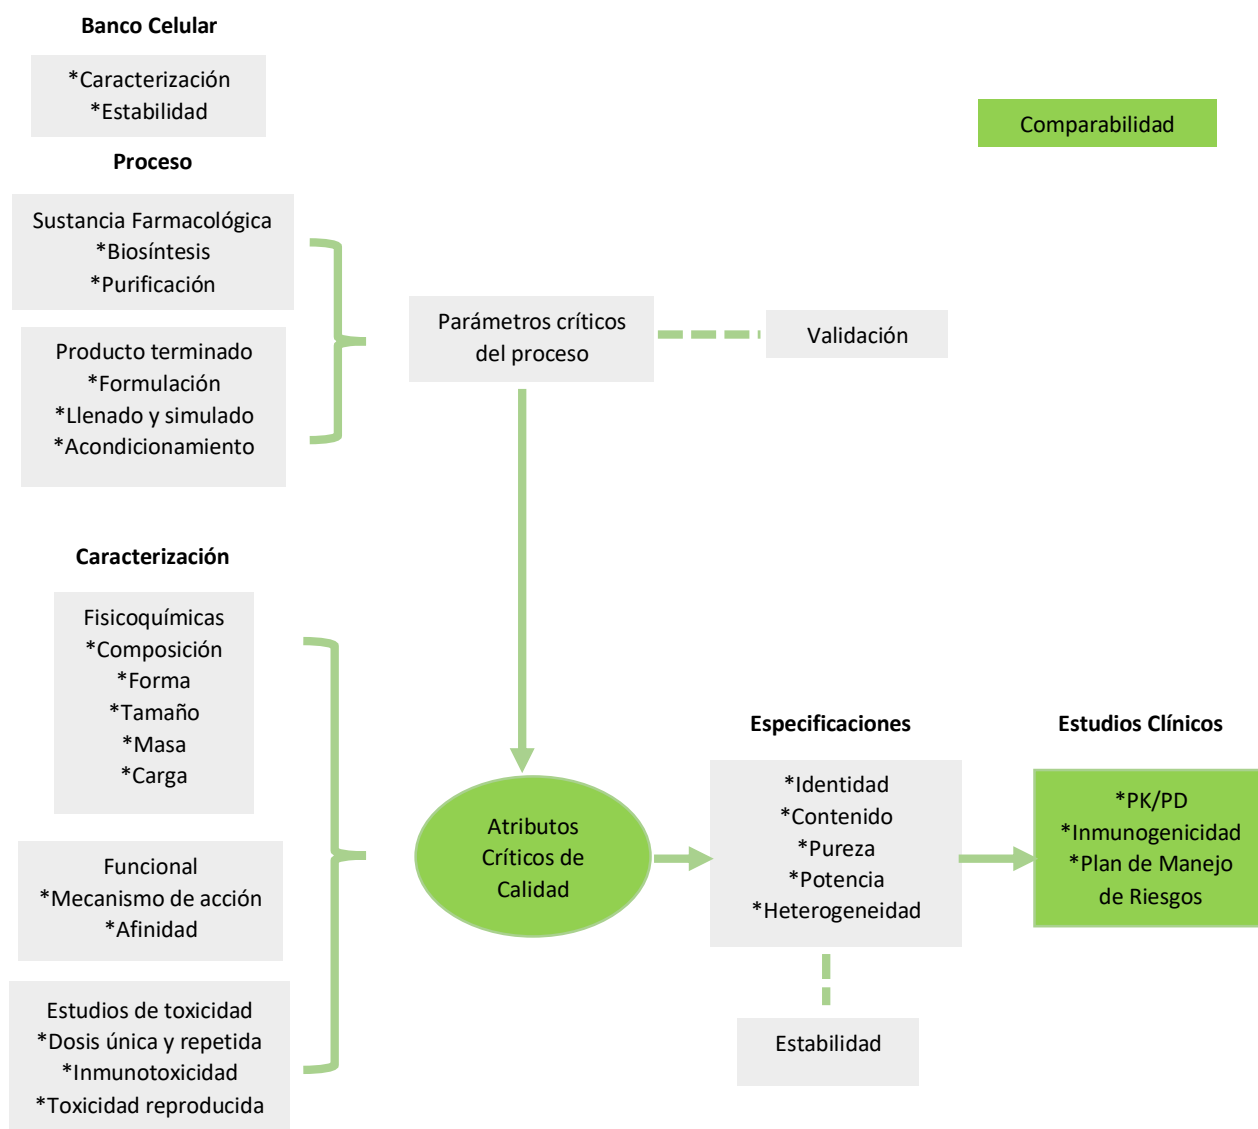 Banco Celular
*Caracterización
*Estabilidad
Comparabilidad
Proceso
Sustancia Farmacológica
*Biosíntesis
*Purificación
Producto terminado
*Formulación
*Llenado y simulado
*Acondicionamiento
Parámetros críticos
del proceso
Validación
Caracterización
Fisicoquímicas
*Composición
*Forma
*Tamaño
*Masa
*Carga
Funcional
*Mecanismo de acción
*Afinidad
Estudios de toxicidad
*Dosis única y repetida
*Inmunotoxicidad
*Toxicidad reproducida
Atributos
Críticos de
Calidad
Especificaciones
*Identidad
*Contenido
*Pureza
*Potencia
*Heterogeneidad
Estabilidad
Estudios Clínicos
*PK/PD
*Inmunogenicidad
*Plan de Manejo
de Riesgos